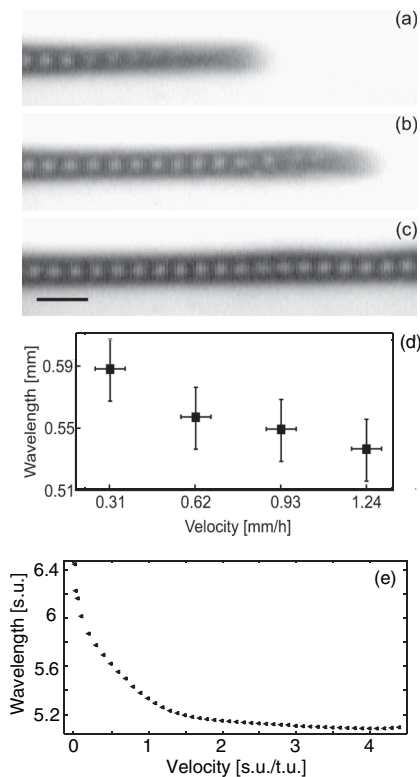 (a)
(b)
(c)
(d)
Wavelength [mm]
0.59
0.55
0.51
0.31 0.62 0.93 1.24
Velocity [mm/h]
(e)
Wavelength [s.u.]
6.4
6
5.6
5.2
0 1 2 3 4
Velocity [s.u./t.u.]